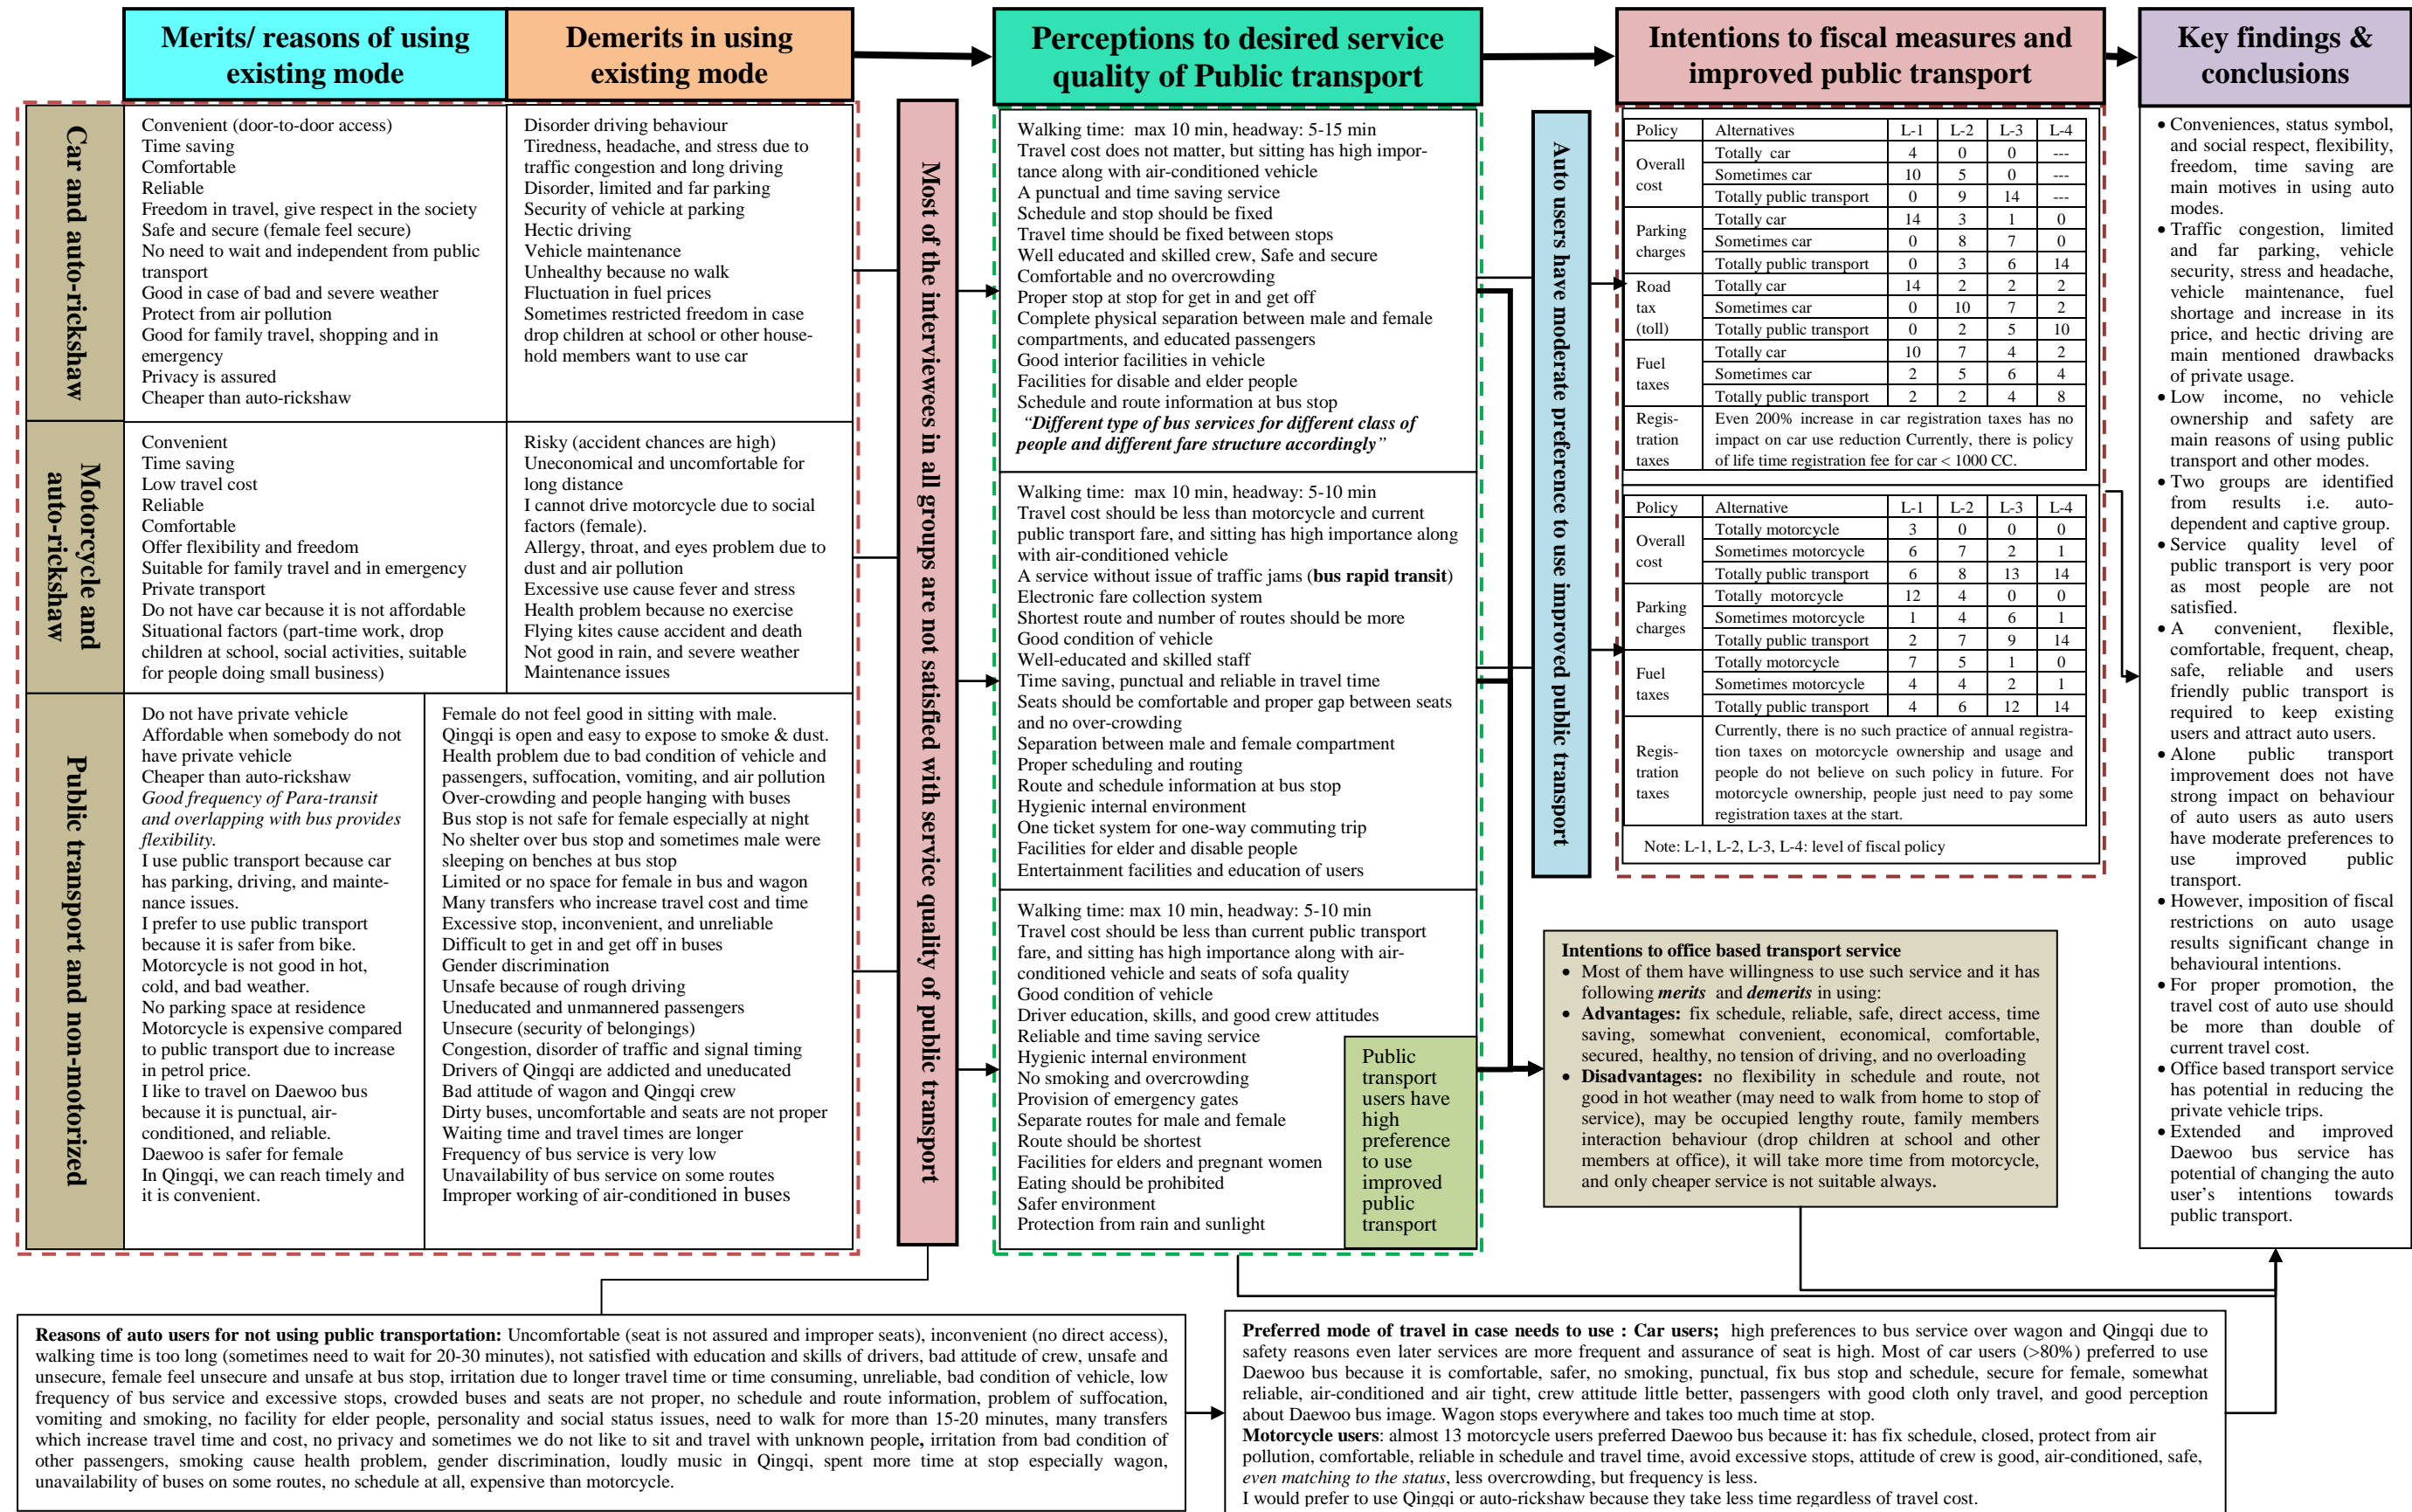 Merits/ reasons of using
existing mode
Demerits in using
existing mode
Perceptions to desired service
quality of Public transport
Intentions to fiscal measures and
improved public transport
Key findings &
conclusions
Car and auto-rickshaw
Convenient (door-to-door access)
Time saving
Comfortable
Reliable
Freedom in travel, give respect in the society
Safe and secure (female feel secure)
No need to wait and independent from public
transport
Good in case of bad and severe weather
Protect from air pollution
Good for family travel, shopping and in
emergency
Privacy is assured
Cheaper than auto-rickshaw
Disorder driving behaviour
Tiredness, headache, and stress due to
traffic congestion and long driving
Disorder, limited and far parking
Security of vehicle at parking
Hectic driving
Vehicle maintenance
Unhealthy because no walk
Fluctuation in fuel prices
Sometimes restricted freedom in case
drop children at school or other house-
hold members want to use car
Motorcycle and
auto-rickshaw
Convenient
Time saving
Low travel cost
Reliable
Comfortable
Offer flexibility and freedom
Suitable for family travel and in emergency
Private transport
Do not have car because it is not affordable
Situational factors (part-time work, drop
children at school, social activities, suitable
for people doing small business)
Risky (accident chances are high)
Uneconomical and uncomfortable for
long distance
I cannot drive motorcycle due to social
factors (female).
Allergy, throat, and eyes problem due to
dust and air pollution
Excessive use cause fever and stress
Health problem because no exercise
Flying kites cause accident and death
Not good in rain, and severe weather
Maintenance issues
Public transport and non-motorized
Do not have private vehicle
Affordable when somebody do not
have private vehicle
Cheaper than auto-rickshaw
Good frequency of Para-transit
and overlapping with bus provides
flexibility.
I use public transport because car
has parking, driving, and mainte-
nance issues.
I prefer to use public transport
because it is safer from bike.
Motorcycle is not good in hot,
cold, and bad weather.
No parking space at residence
Motorcycle is expensive compared
to public transport due to increase
in petrol price.
I like to travel on Daewoo bus
because it is punctual, air-
conditioned, and reliable.
Daewoo is safer for female
In Qingqi, we can reach timely and
it is convenient.
Female do not feel good in sitting with male.
Qingqi is open and easy to expose to smoke & dust.
Health problem due to bad condition of vehicle and
passengers, suffocation, vomiting, and air pollution
Over-crowding and people hanging with buses
Bus stop is not safe for female especially at night
No shelter over bus stop and sometimes male were
sleeping on benches at bus stop
Limited or no space for female in bus and wagon
Many transfers who increase travel cost and time
Excessive stop, inconvenient, and unreliable
Difficult to get in and get off in buses
Gender discrimination
Unsafe because of rough driving
Uneducated and unmannered passengers
Unsecure (security of belongings)
Congestion, disorder of traffic and signal timing
Drivers of Qingqi are addicted and uneducated
Bad attitude of wagon and Qingqi crew
Dirty buses, uncomfortable and seats are not proper
Waiting time and travel times are longer
Frequency of bus service is very low
Unavailability of bus service on some routes
Improper working of air-conditioned in buses
Most of the interviewees in all groups are not satisfied with service quality of public transport
Walking time: max 10 min, headway: 5-15 min
Travel cost does not matter, but sitting has high impor-
tance along with air-conditioned vehicle
A punctual and time saving service
Schedule and stop should be fixed
Travel time should be fixed between stops
Well educated and skilled crew, Safe and secure
Comfortable and no overcrowding
Proper stop at stop for get in and get off
Complete physical separation between male and female
compartments, and educated passengers
Good interior facilities in vehicle
Facilities for disable and elder people
Schedule and route information at bus stop
“Different type of bus services for different class of
people and different fare structure accordingly”
Walking time: max 10 min, headway: 5-10 min
Travel cost should be less than motorcycle and current
public transport fare, and sitting has high importance along
with air-conditioned vehicle
A service without issue of traffic jams (bus rapid transit)
Electronic fare collection system
Shortest route and number of routes should be more
Good condition of vehicle
Well-educated and skilled staff
Time saving, punctual and reliable in travel time
Seats should be comfortable and proper gap between seats
and no over-crowding
Separation between male and female compartment
Proper scheduling and routing
Route and schedule information at bus stop
Hygienic internal environment
One ticket system for one-way commuting trip
Facilities for elder and disable people
Entertainment facilities and education of users
Walking time: max 10 min, headway: 5-10 min
Travel cost should be less than current public transport
fare, and sitting has high importance along with air-
conditioned vehicle and seats of sofa quality
Good condition of vehicle
Driver education, skills, and good crew attitudes
Reliable and time saving service
Hygienic internal environment
No smoking and overcrowding
Provision of emergency gates
Separate routes for male and female
Route should be shortest
Facilities for elders and pregnant women
Eating should be prohibited
Safer environment
Protection from rain and sunlight
Public
transport
users have
high
preference
to use
improved
public
transport
Auto users have moderate preference to use improved public transport
Policy Alternatives L-1 L-2 L-3 L-4
Overall cost Totally car 4 0 0 ---
Sometimes car 10 5 0 ---
Totally public transport 0 9 14 ---
Parking charges Totally car 14 3 1 0
Sometimes car 0 8 7 0
Totally public transport 0 3 6 14
Road tax (toll) Totally car 14 2 2 2
Sometimes car 0 10 7 2
Totally public transport 0 2 5 10
Fuel taxes Totally car 10 7 4 2
Sometimes car 2 5 6 4
Totally public transport 2 2 4 8
Regis- Even 200% increase in car registration taxes has no
tration impact on car use reduction Currently, there is policy
taxes of life time registration fee for car < 1000 CC.
Policy Alternative L-1 L-2 L-3 L-4
Overall cost Totally motorcycle 3 0 0 0
Sometimes motorcycle 6 7 2 1
Totally public transport 6 8 13 14
Parking charges Totally motorcycle 12 4 0 0
Sometimes motorcycle 1 4 6 1
Totally public transport 2 7 9 14
Fuel taxes Totally motorcycle 7 5 1 0
Sometimes motorcycle 4 4 2 1
Totally public transport 4 6 12 14
Regis-
tration
taxes
Currently, there is no such practice of annual registra-
tion taxes on motorcycle ownership and usage and
people do not believe on such policy in future. For
motorcycle ownership, people just need to pay some
registration taxes at the start.
Note: L-1, L-2, L-3, L-4: level of fiscal policy
Intentions to office based transport service
• Most of them have willingness to use such service and it has
following merits and demerits in using:
• Advantages: fix schedule, reliable, safe, direct access, time
saving, somewhat convenient, economical, comfortable,
secured, healthy, no tension of driving, and no overloading
• Disadvantages: no flexibility in schedule and route, not
good in hot weather (may need to walk from home to stop of
service), may be occupied lengthy route, family members
interaction behaviour (drop children at school and other
members at office), it will take more time from motorcycle,
and only cheaper service is not suitable always.
• Conveniences, status symbol,
and social respect, flexibility,
freedom, time saving are
main motives in using auto
modes.
• Traffic congestion, limited
and far parking, vehicle
security, stress and headache,
vehicle maintenance, fuel
shortage and increase in its
price, and hectic driving are
main mentioned drawbacks
of private usage.
• Low income, no vehicle
ownership and safety are
main reasons of using public
transport and other modes.
• Two groups are identified
from results i.e. auto-
dependent and captive group.
• Service quality level of
public transport is very poor
as most people are not
satisfied.
• A convenient, flexible,
comfortable, frequent, cheap,
safe, reliable and users
friendly public transport is
required to keep existing
users and attract auto users.
• Alone public transport
improvement does not have
strong impact on behaviour
of auto users as auto users
have moderate preferences to
use improved public
transport.
• However, imposition of fiscal
restrictions on auto usage
results significant change in
behavioural intentions.
• For proper promotion, the
travel cost of auto use should
be more than double of
current travel cost.
• Office based transport service
has potential in reducing the
private vehicle trips.
• Extended and improved
Daewoo bus service has
potential of changing the auto
user’s intentions towards
public transport.
Reasons of auto users for not using public transportation: Uncomfortable (seat is not assured and improper seats), inconvenient (no direct access),
walking time is too long (sometimes need to wait for 20-30 minutes), not satisfied with education and skills of drivers, bad attitude of crew, unsafe and
unsecure, female feel unsecure and unsafe at bus stop, irritation due to longer travel time or time consuming, unreliable, bad condition of vehicle, low
frequency of bus service and excessive stops, crowded buses and seats are not proper, no schedule and route information, problem of suffocation,
vomiting and smoking, no facility for elder people, personality and social status issues, need to walk for more than 15-20 minutes, many transfers
which increase travel time and cost, no privacy and sometimes we do not like to sit and travel with unknown people, irritation from bad condition of
other passengers, smoking cause health problem, gender discrimination, loudly music in Qingqi, spent more time at stop especially wagon,
unavailability of buses on some routes, no schedule at all, expensive than motorcycle.
Preferred mode of travel in case needs to use : Car users; high preferences to bus service over wagon and Qingqi due to
safety reasons even later services are more frequent and assurance of seat is high. Most of car users (>80%) preferred to use
Daewoo bus because it is comfortable, safer, no smoking, punctual, fix bus stop and schedule, secure for female, somewhat
reliable, air-conditioned and air tight, crew attitude little better, passengers with good cloth only travel, and good perception
about Daewoo bus image. Wagon stops everywhere and takes too much time at stop.
Motorcycle users: almost 13 motorcycle users preferred Daewoo bus because it: has fix schedule, closed, protect from air
pollution, comfortable, reliable in schedule and travel time, avoid excessive stops, attitude of crew is good, air-conditioned, safe,
even matching to the status, less overcrowding, but frequency is less.
I would prefer to use Qingqi or auto-rickshaw because they take less time regardless of travel cost.